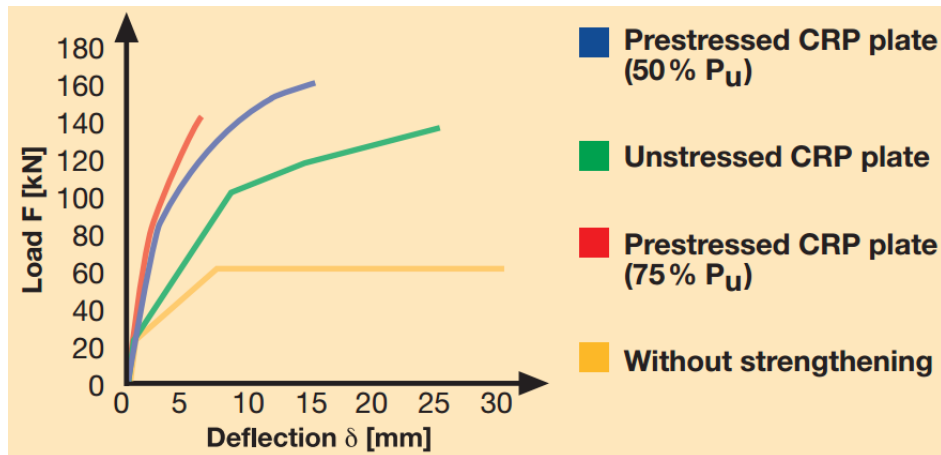 180
160
140
120
100
80
60
40
20
0
Load F [kN]
0 5 10 15 20 25 30
Deflection δ [mm]
Prestressed CRP plate
(50 % Pu)
Unstressed CRP plate
Prestressed CRP plate
(75 % Pu)
Without strengthening